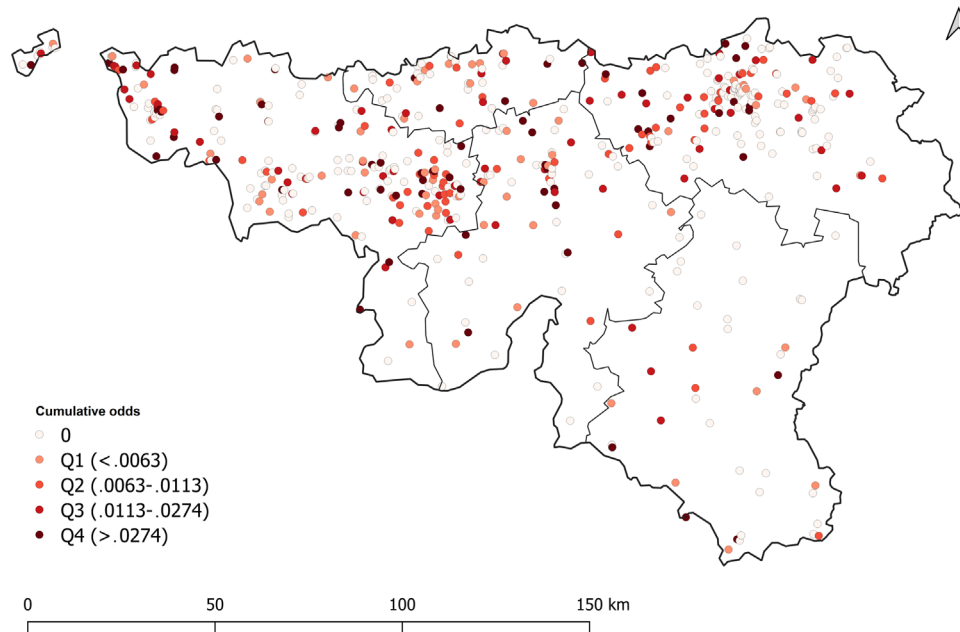 Cumulative odds
0
Q1 (<.0063)
Q2 (.0063-.0113)
Q3 (.0113-.0274)
Q4 (>.0274)
0 50 100 150 km